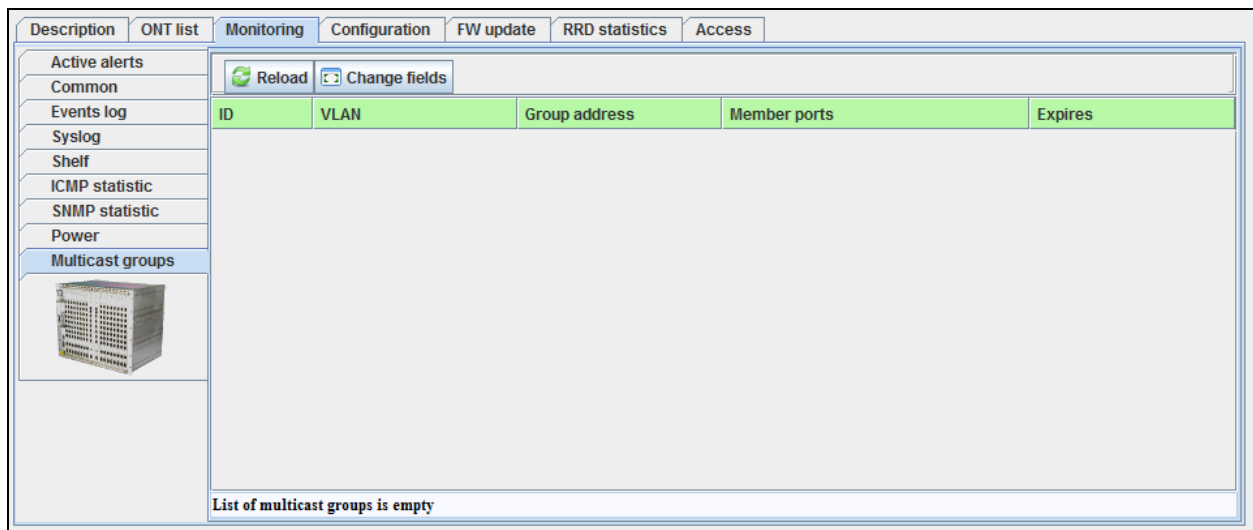 Description ONT list Monitoring Configuration FW update RRD statistics Access
Active alerts
Common
Events log
Syslog
Shelf
ICMP statistic
SNMP statistic
Power
Multicast groups
Reload Change fields
ID VLAN Group address Member ports Expires
List of multicast groups is empty